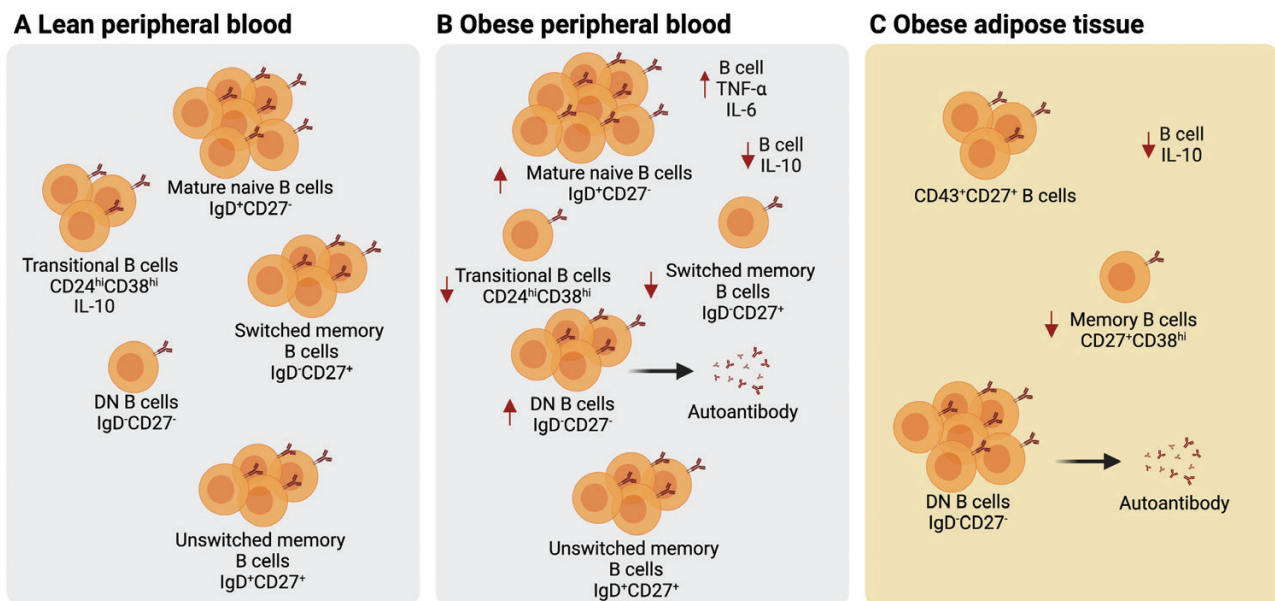 A Lean peripheral blood
Mature naive B cells
IgD⁺CD27⁻
Transitional B cells
CD24ʰⁱCD38ʰⁱ
IL-10
Switched memory
B cells
IgD⁻CD27⁺
DN B cells
IgD⁻CD27⁻
Unswitched memory
B cells
IgD⁺CD27⁺
B Obese peripheral blood
B cell
TNF-α
IL-6
B cell
IL-10
Mature naive B cells
IgD⁺CD27⁻
Transitional B cells
CD24ʰⁱCD38ʰⁱ
Switched memory
B cells
IgD⁻CD27⁺
DN B cells
IgD⁻CD27⁻
Autoantibody
Unswitched memory
B cells
IgD⁺CD27⁺
C Obese adipose tissue
B cell
IL-10
CD43⁺CD27⁺ B cells
Memory B cells
CD27⁺CD38ʰⁱ
DN B cells
IgD⁻CD27⁻
Autoantibody